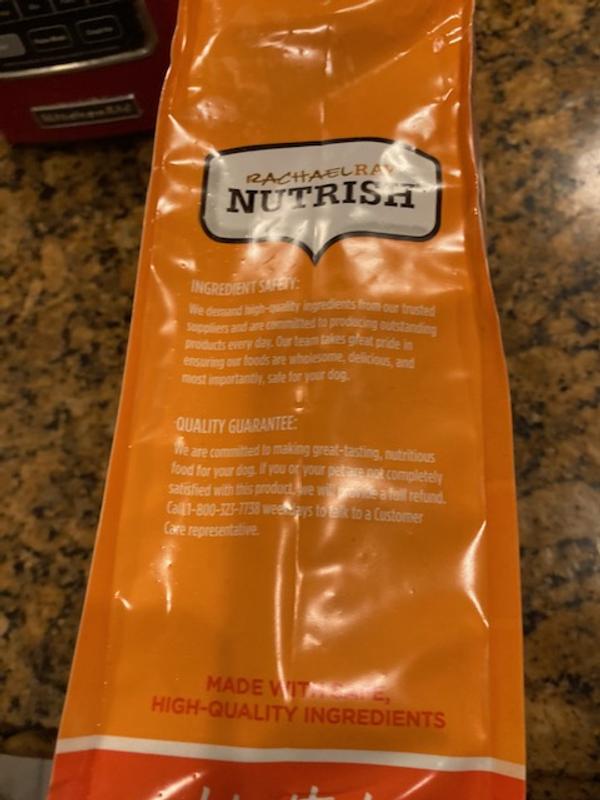 KitchenAid
RACHAEL RAY
NUTRISH
INGREDIENT SAFETY:
We demand high-quality ingredients from our trusted
suppliers and are committed to producing outstanding
products every day. Our team takes great pride in
ensuring our foods are wholesome, delicious, and
most importantly, safe for your dog.
QUALITY GUARANTEE:
We are committed to making great-tasting, nutritious
food for your dog. If you or your pet are not completely
satisfied with this product, we will provide a full refund.
Call 1-800-323-7738 weekdays to talk to a Customer
Care representative.
MADE WITH SAFE,
HIGH-QUALITY INGREDIENTS